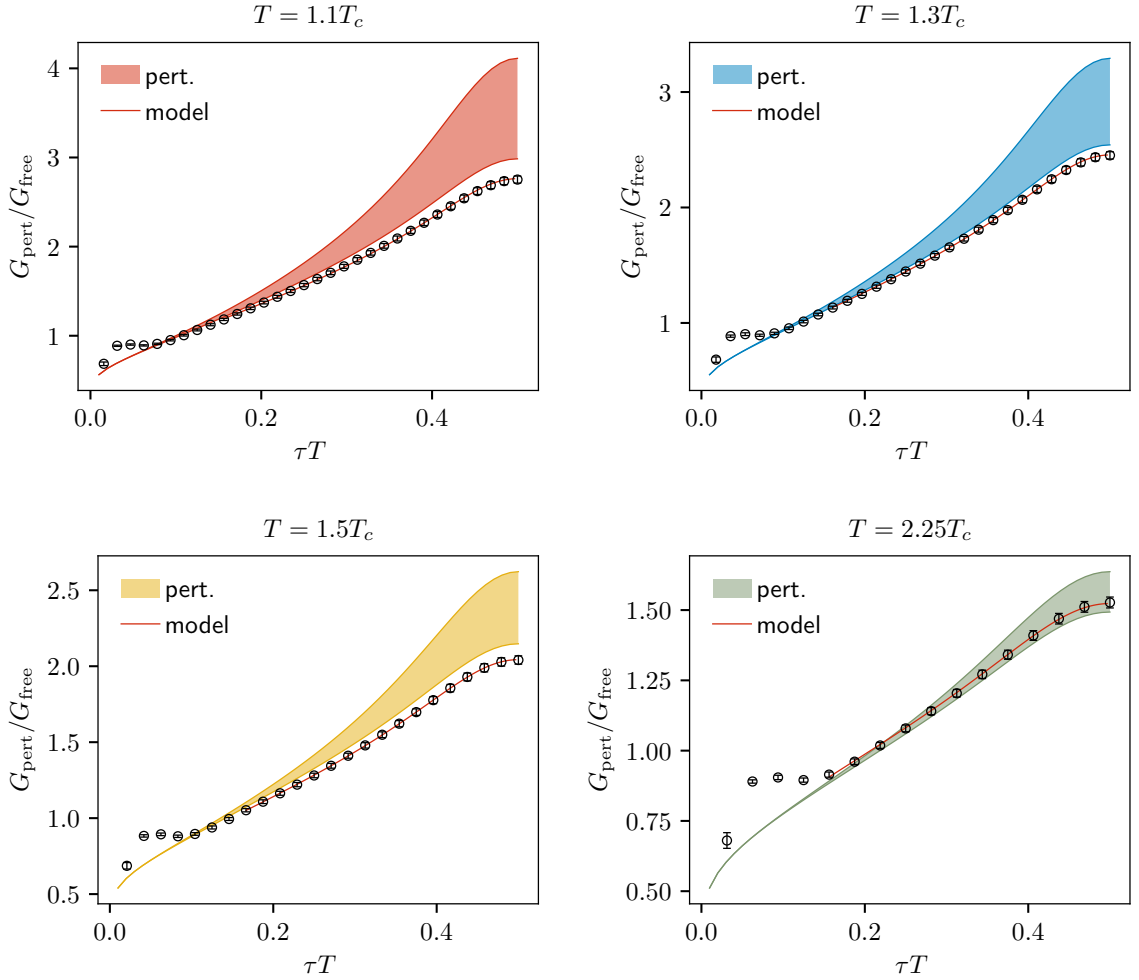 T = 1.1T_c
pert.
model
4
3
2
1
G_pert/G_free
0.0 0.2 0.4
τT
T = 1.3T_c
pert.
model
3
2
1
G_pert/G_free
0.0 0.2 0.4
τT
T = 1.5T_c
pert.
model
2.5
2.0
1.5
1.0
0.5
G_pert/G_free
0.0 0.2 0.4
τT
T = 2.25T_c
pert.
model
1.50
1.25
1.00
0.75
0.50
G_pert/G_free
0.0 0.2 0.4
τT